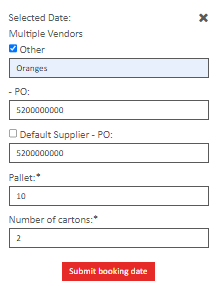 Selected Date:
Multiple Vendors
Other
Oranges
- PO:
5200000000
Default Supplier - PO:
5200000000
Pallet:*
10
Number of cartons:*
2
Submit booking date